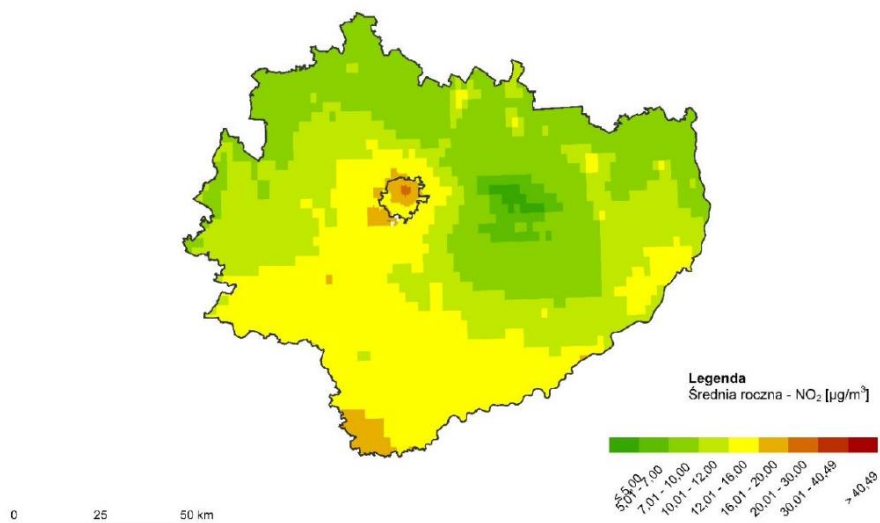 Legenda
Średnia roczna - NO₂ [µg/m³]
≤ 5,00
5,01 - 7,00
7,01 - 10,00
10,01 - 12,00
12,01 - 16,00
16,01 - 20,00
20,01 - 30,00
30,01 - 40,49
> 40,49
0 25 50 km